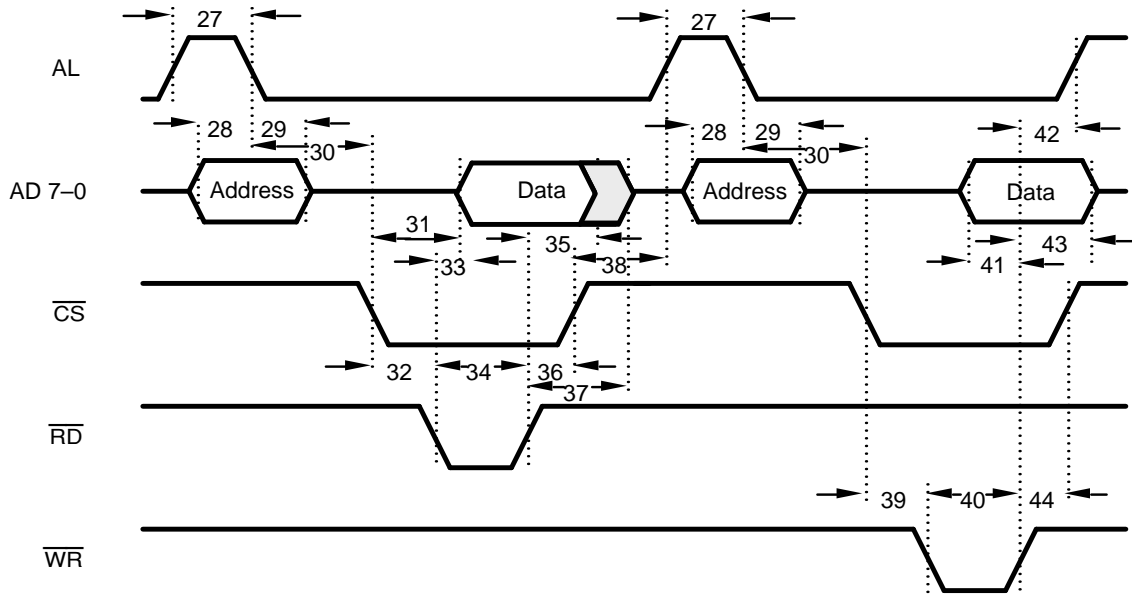 27 27
AL
28 29 30 28 29 30 42
AD 7–0 Address Data Address Data
31 35 43
33 38 41
CS
32 34 36
37
RD
39 40 44
WR